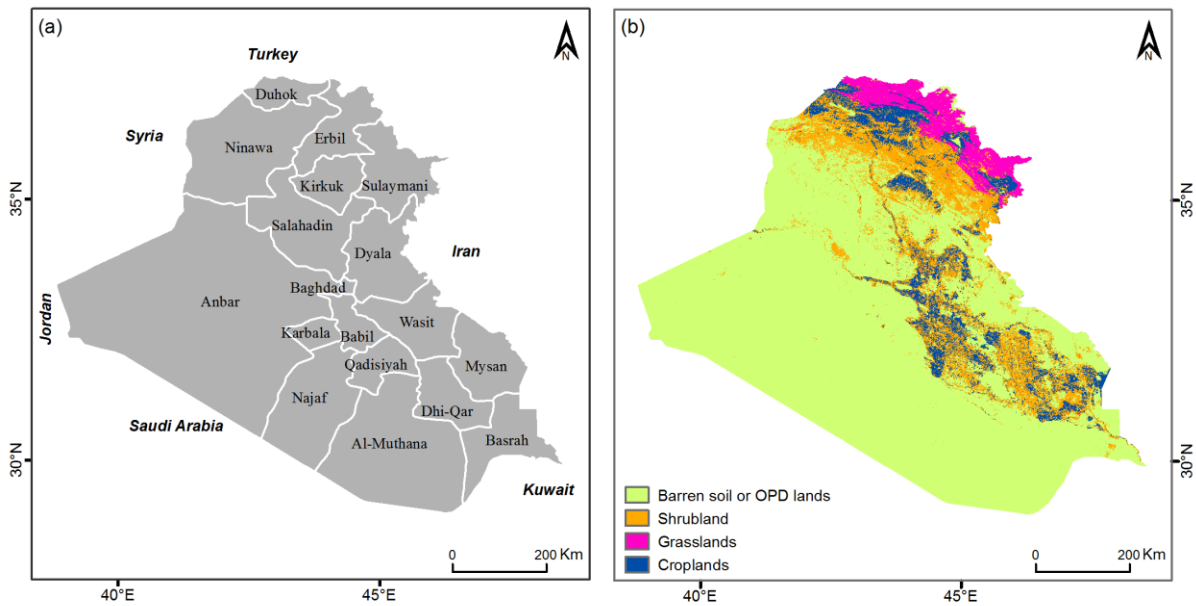 (a)
N
Turkey
Duhok
Syria
Ninawa
Erbil
Kirkuk
Sulaymani
35°N
Salahadin
Dyala
Iran
Anbar
Baghdad
Jordan
Wasit
Karbala
Babil
Qadisiyah
Mysan
Najaf
Dhi-Qar
Saudi Arabia
Al-Muthana
Basrah
30°N
Kuwait
0 200 Km
40°E 45°E
(b)
N
35°N
30°N
Barren soil or OPD lands
Shrubland
Grasslands
Croplands
0 200 Km
40°E 45°E